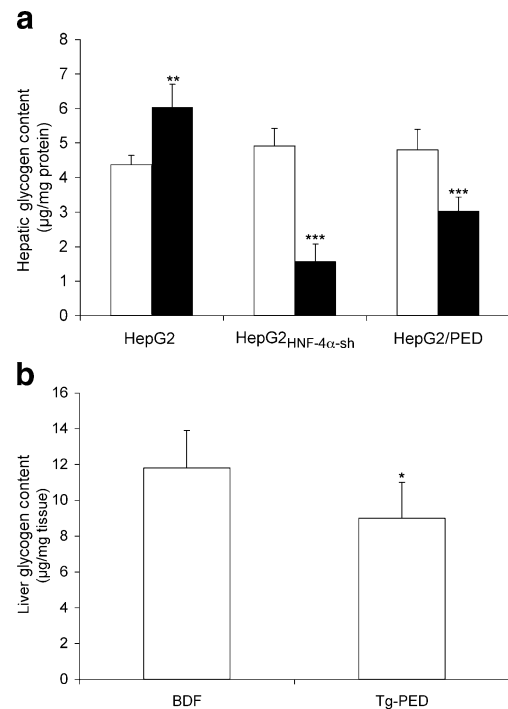 a
Hepatic glycogen content
(µg/mg protein)
8
7
6
5
4
3
2
1
0
**
***
***
HepG2
HepG2HNF-4α-sh
HepG2/PED
b
Liver glycogen content
(µg/mg tissue)
16
14
12
10
8
6
4
2
0
*
BDF
Tg-PED